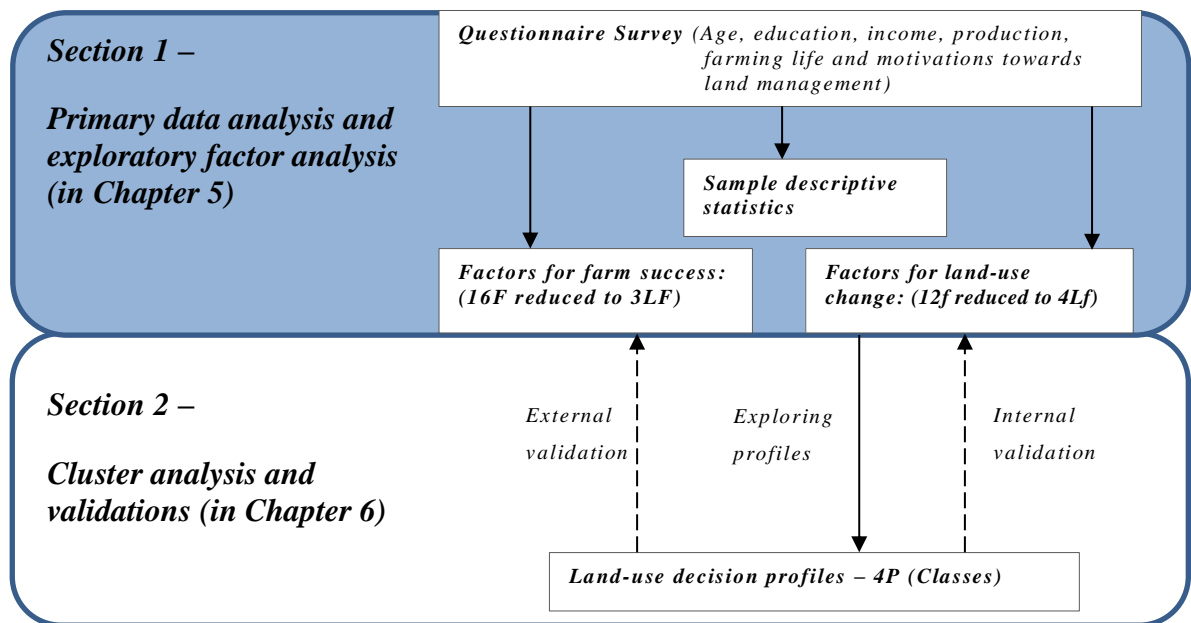 Section 1 –
Primary data analysis and
exploratory factor analysis
(in Chapter 5)
Questionnaire Survey (Age, education, income, production,
farming life and motivations towards
land management)
Sample descriptive
statistics
Factors for farm success:
(16F reduced to 3LF)
Factors for land-use
change: (12f reduced to 4Lf)
Section 2 –
Cluster analysis and
validations (in Chapter 6)
External
validation
Exploring
profiles
Internal
validation
Land-use decision profiles – 4P (Classes)